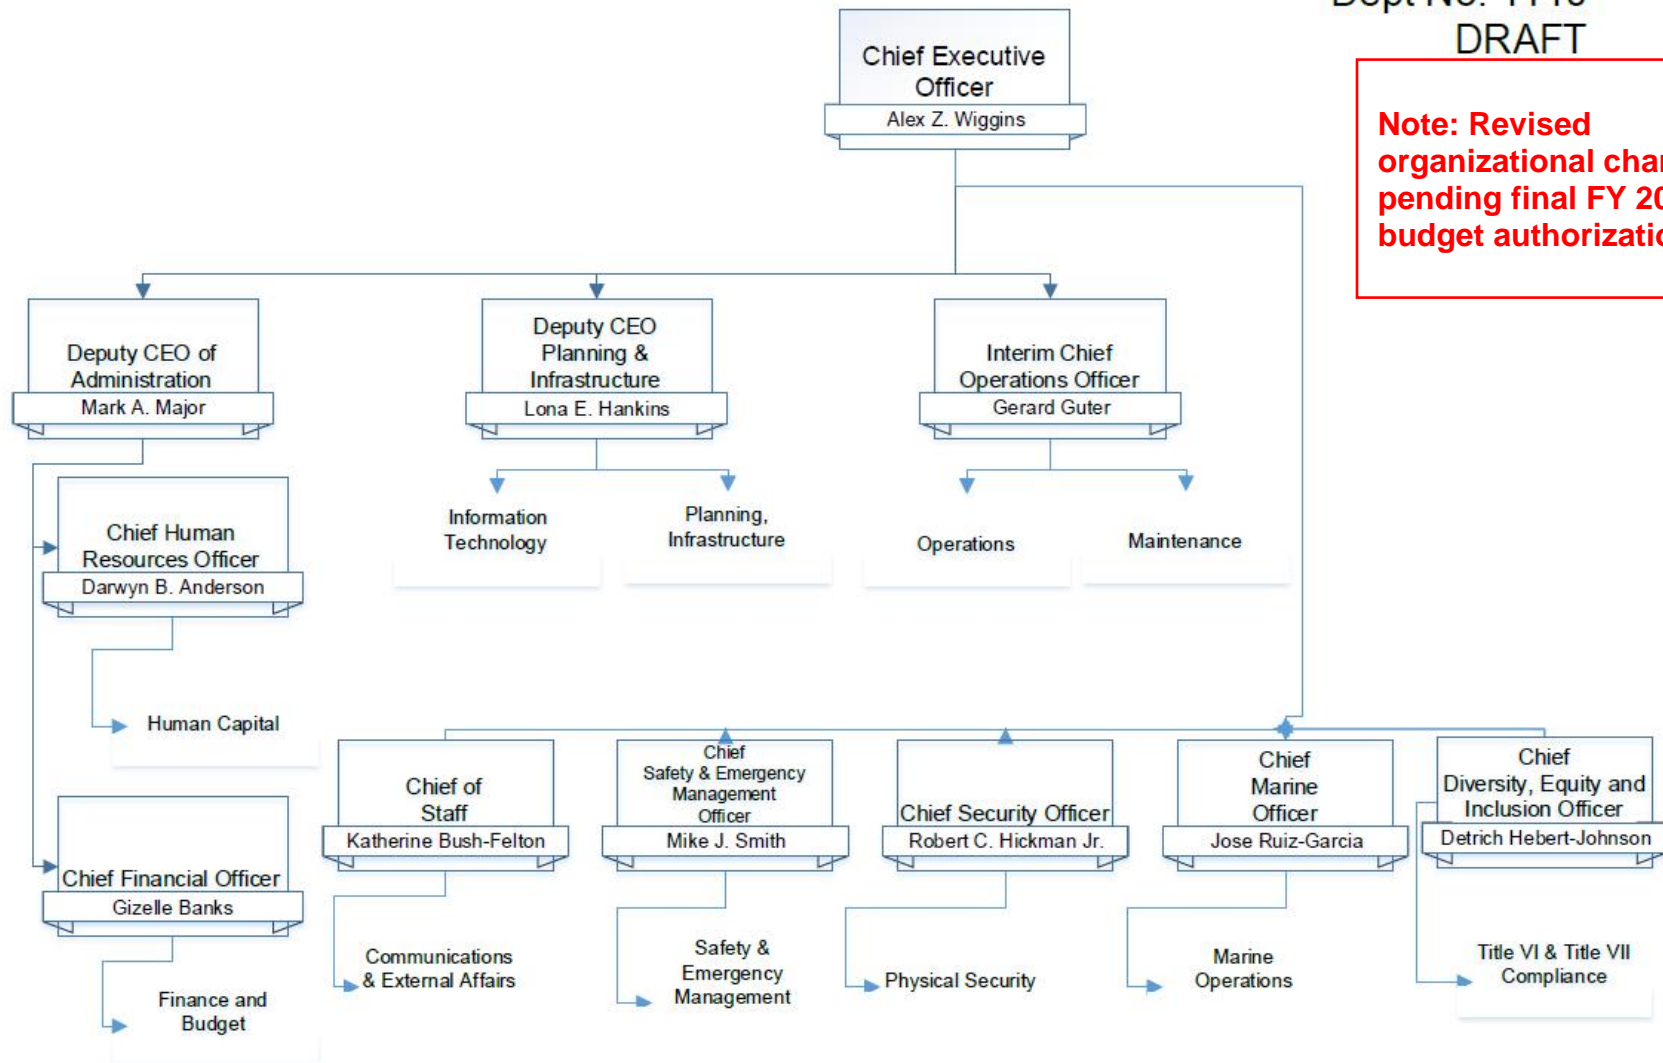 DRAFT
Note: Revised
organizational
pending final FY
budget
Chief Executive
Officer
Alex Z. Wiggins
Deputy CEO of
Administration
Mark A. Major
Deputy CEO
Planning &
Infrastructure
Lona E. Hankins
Interim Chief
Operations Officer
Gerard Guter
Chief Human
Resources Officer
Darwyn B. Anderson
Information
Technology
Planning,
Infrastructure
Operations
Maintenance
Human Capital
Chief Financial Officer
Gizelle Banks
Finance and
Budget
Chief of
Staff
Katherine Bush-Felton
Communications
& External Affairs
Chief
Safety & Emergency
Management
Officer
Mike J. Smith
Safety &
Emergency
Management
Chief Security Officer
Robert C. Hickman Jr.
Physical Security
Chief
Marine
Officer
Jose Ruiz-Garcia
Marine
Operations
Chief
Diversity, Equity and
Inclusion Officer
Detrich Hebert-Johnson
Title VI & Title VII
Compliance